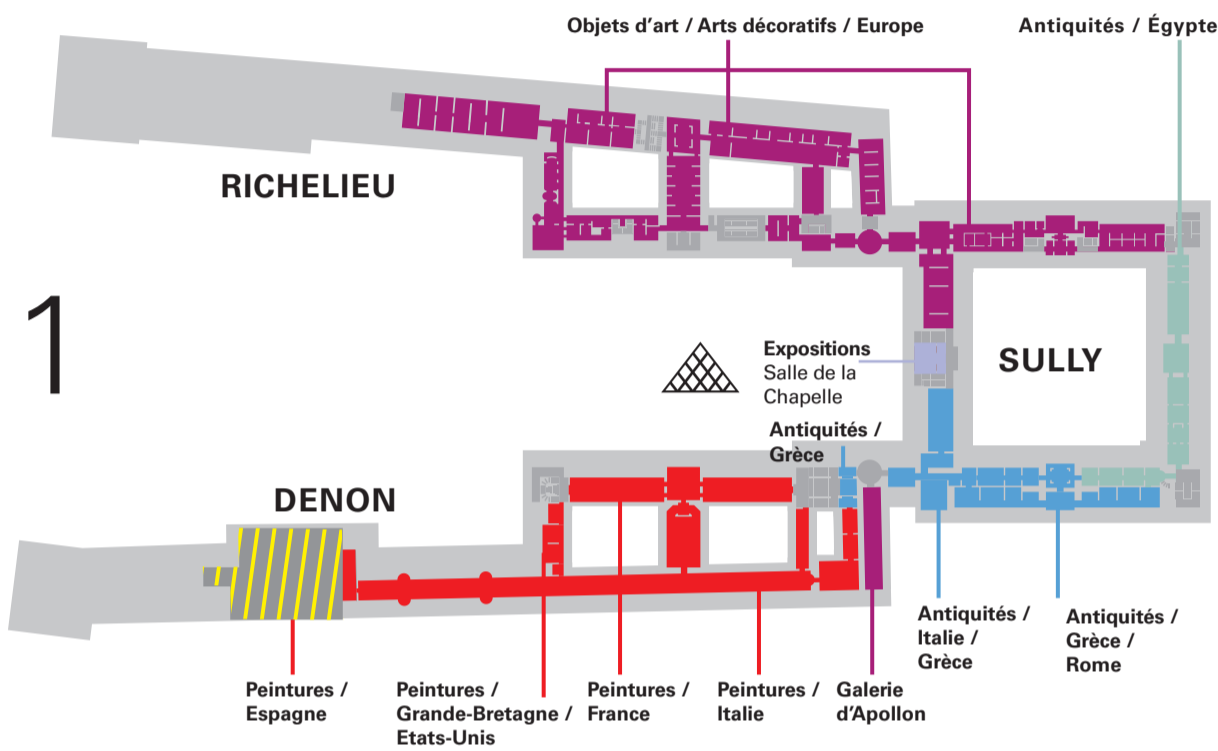 Objets d'art / Arts décoratifs / Europe
Antiquités / Égypte
RICHELIEU
1
Expositions
Salle de la
Chapelle
SULLY
Antiquités /
Grèce
DENON
Antiquités /
Italie /
Grèce
Antiquités /
Grèce /
Rome
Peintures /
Espagne
Peintures /
Grande-Bretagne /
Etats-Unis
Peintures /
France
Peintures /
Italie
Galerie
d'Apollon